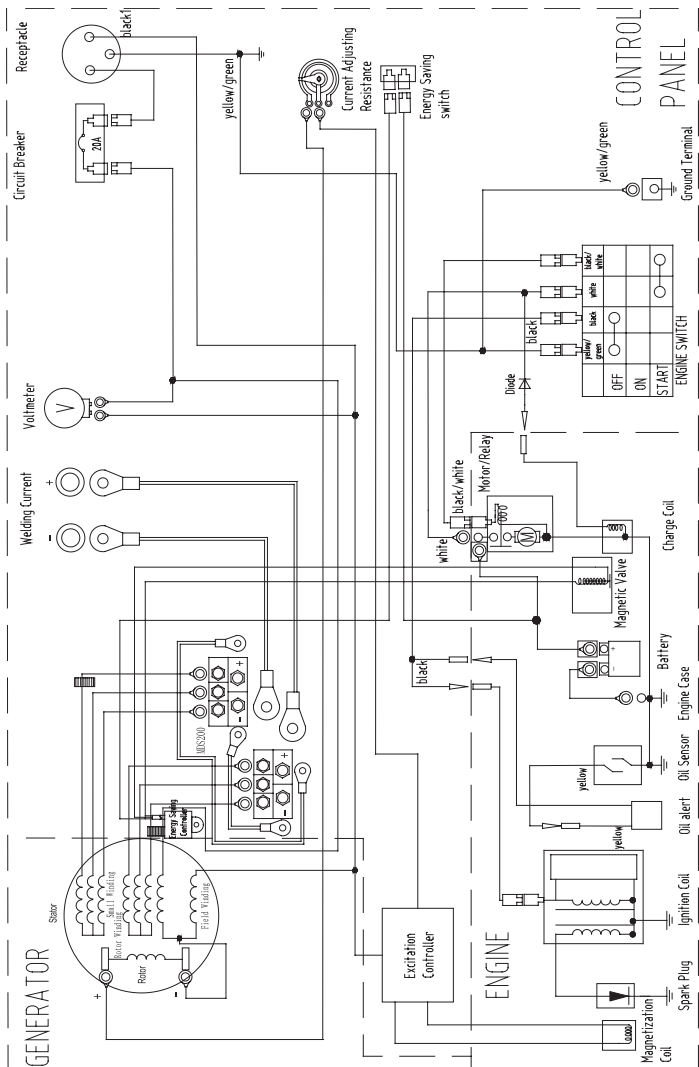 GENERATOR
Stator
Small Winding
Rotor Winding
Field Winding
Rotor
+
-
Energy Saving
Controller
MDS200
+
-
+
-
Welding Current
-
+
Voltmeter
V
Circuit Breaker
20A
Receptacle
black1
yellow/green
Current Adjusting
Resistance
Energy Saving
switch
CONTROL
PANEL
yellow/green
Ground Terminal
black/
white
white
black
yellow/
green
OFF
ON
START
ENGINE SWITCH
black
Diode
Motor/Relay
black/white
white
M
Charge Coil
Magnetic Valve
Battery
+
-
Engine Case
black
yellow
Oil Sensor
Oil alert
yellow
Ignition Coil
Spark Plug
Magnetization
Coil
Excitation
Controller
ENGINE